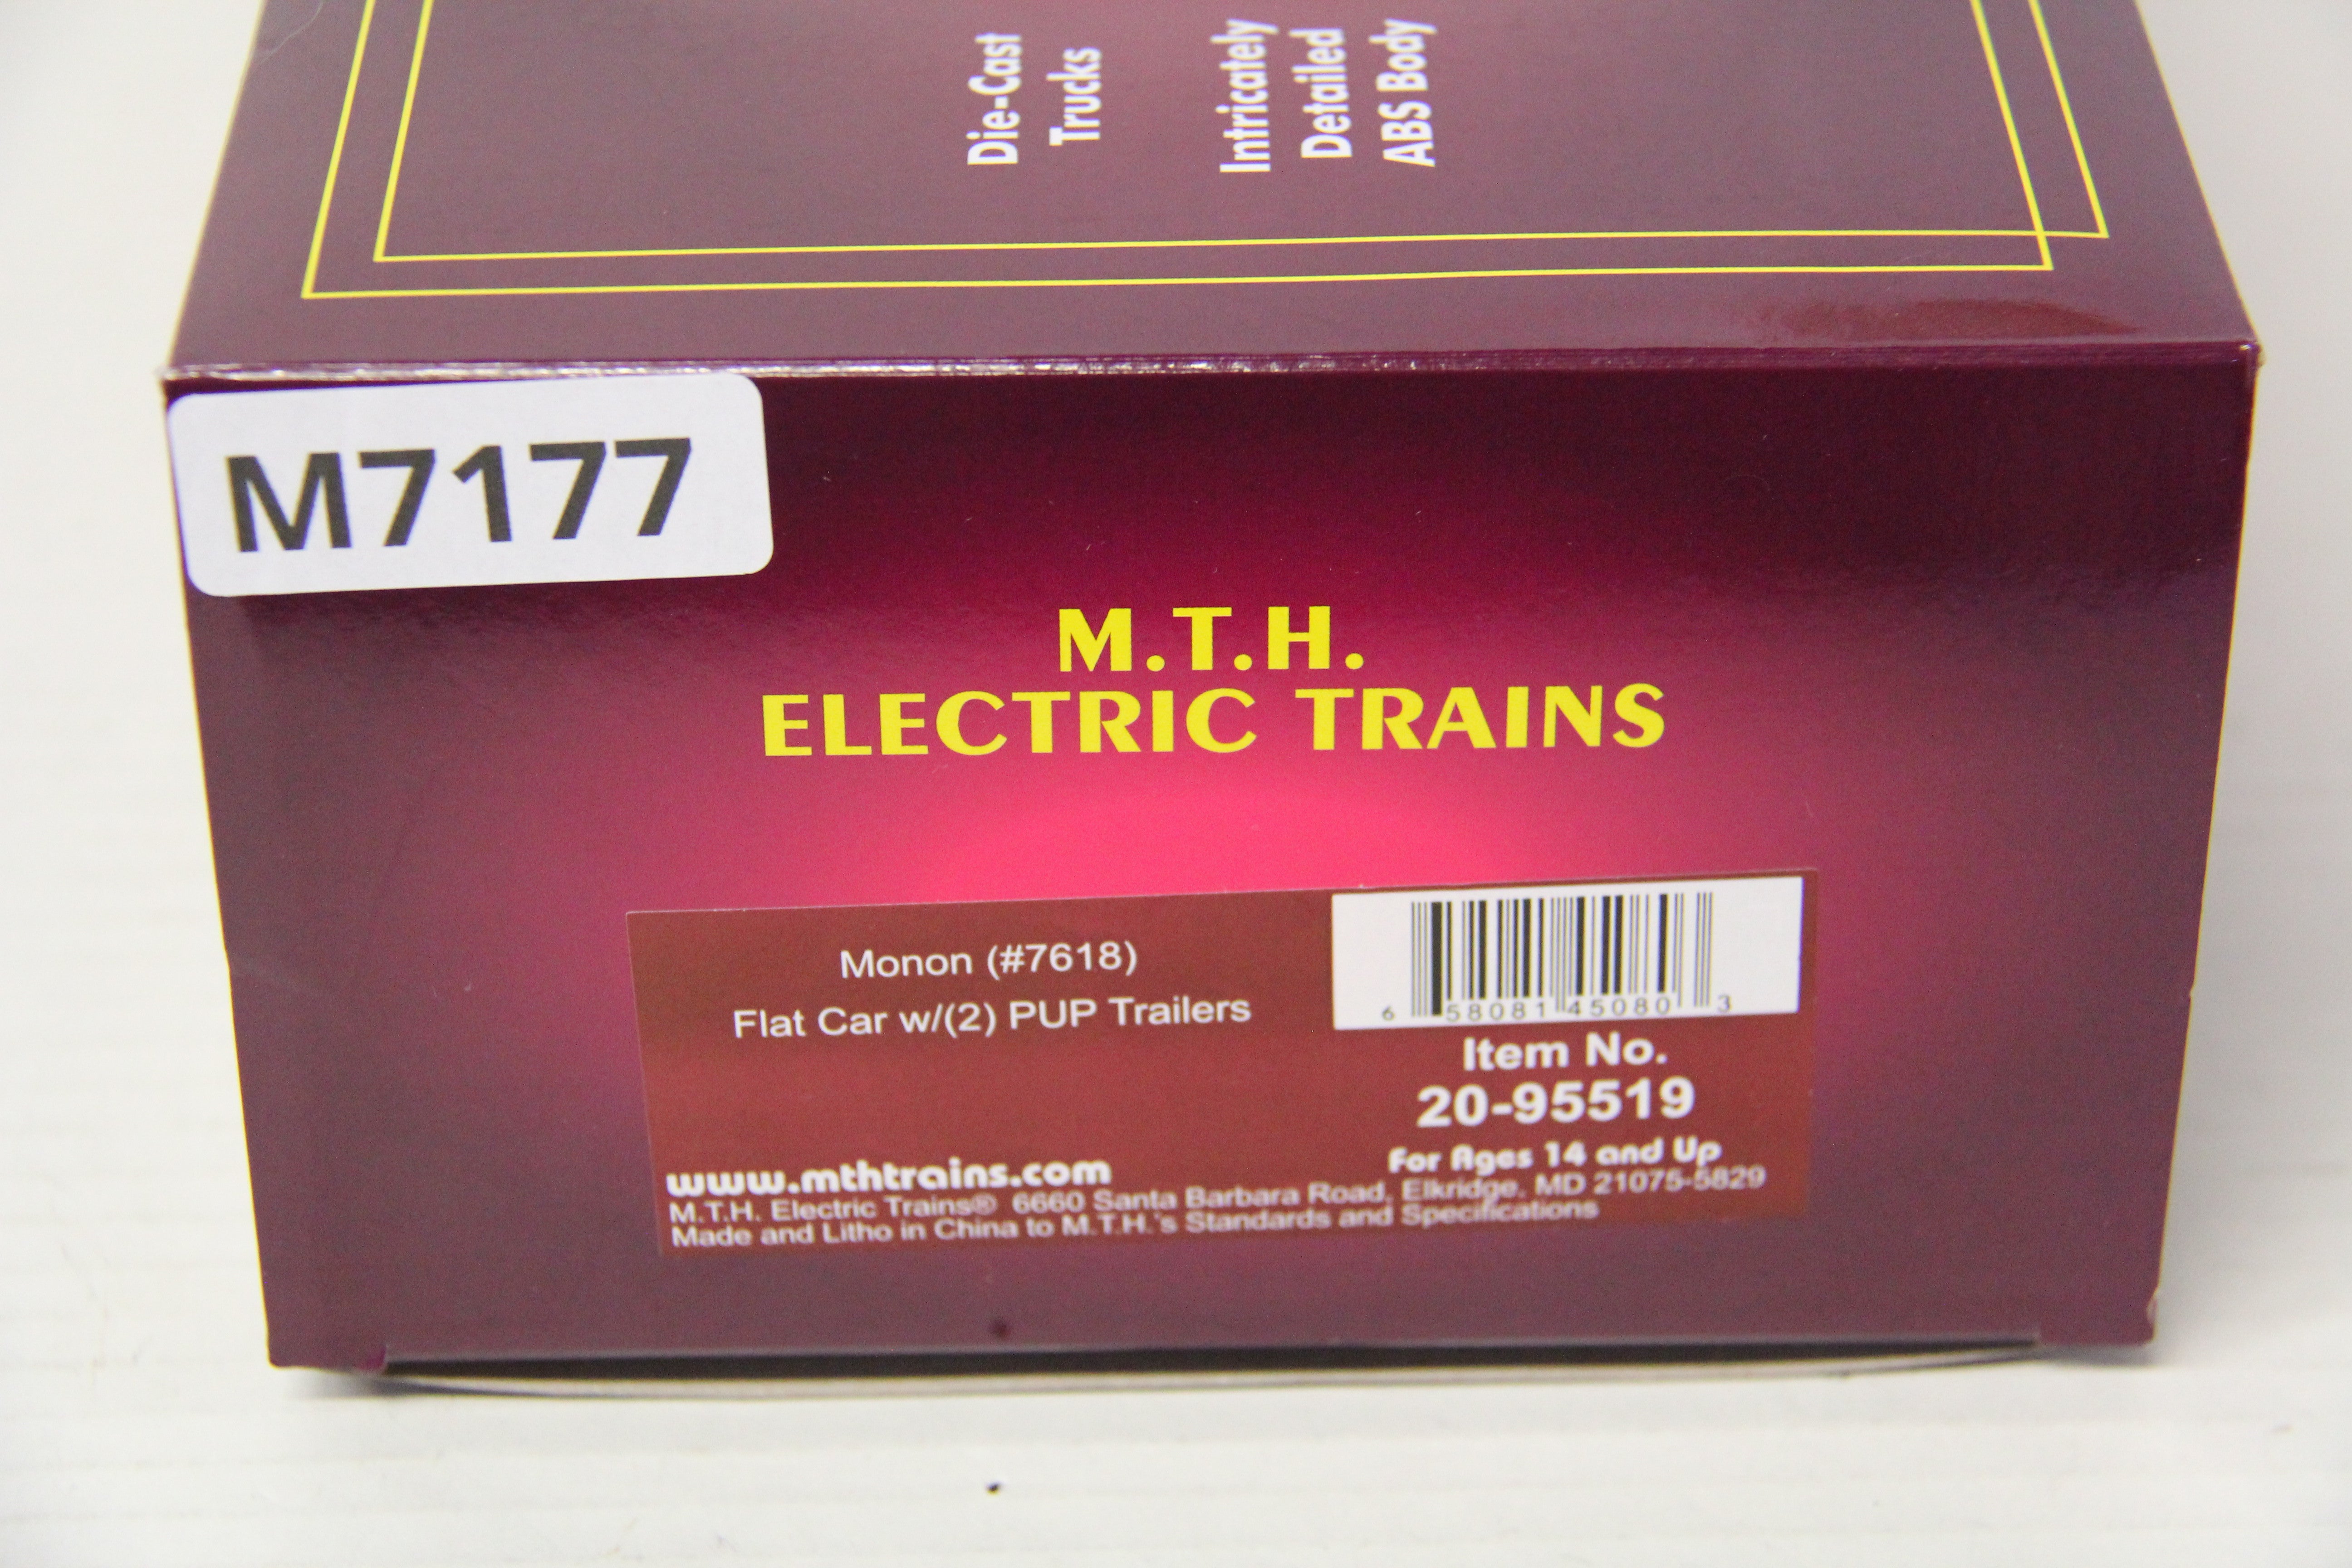 Die-Cast
Trucks
Intricately
Detailed
ABS Body
M7177
M.T.H.
ELECTRIC TRAINS
Monon (#7618)
Flat Car w/(2) PUP Trailers
6 58081 45080 3
Item No.
20-95519
For Ages 14 and Up
www.mthtrains.com
M.T.H. Electric Trains® 6660 Santa Barbara Road, Elkridge, MD 21075-5829
Made and Litho in China to M.T.H.'s Standards and Specifications